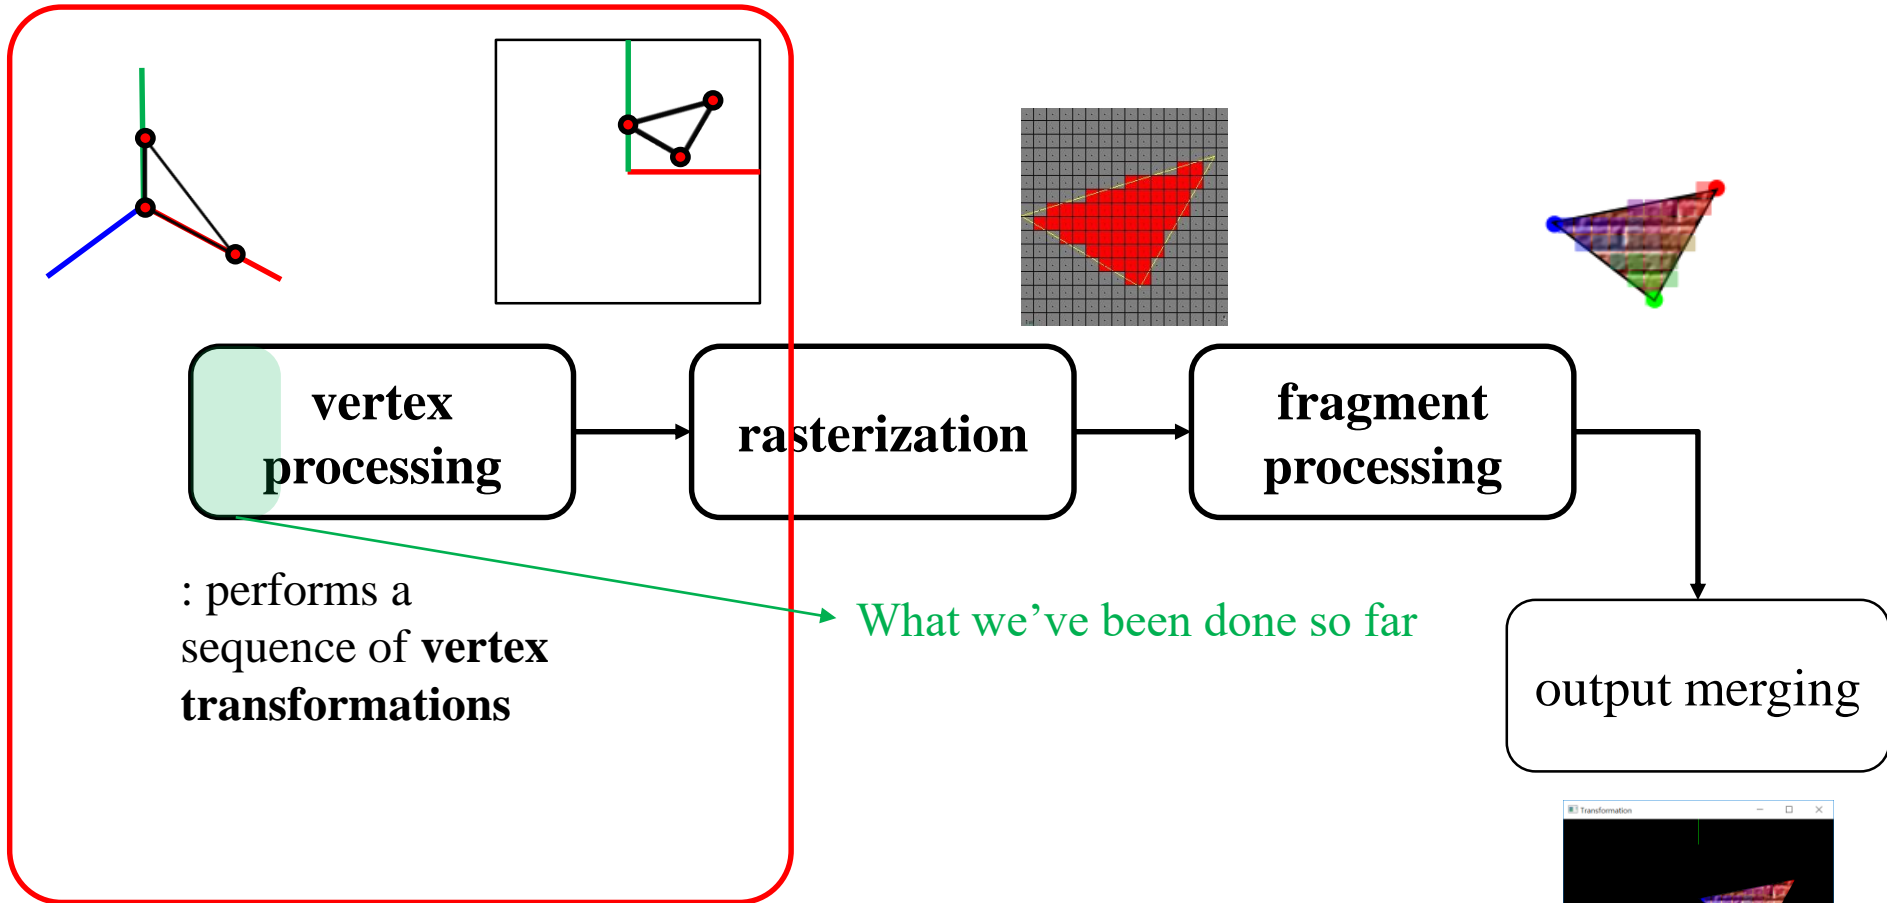 vertex
processing
rasterization
fragment
processing
: performs a
sequence of vertex
transformations
What we’ve been done so far
output merging
Transformation